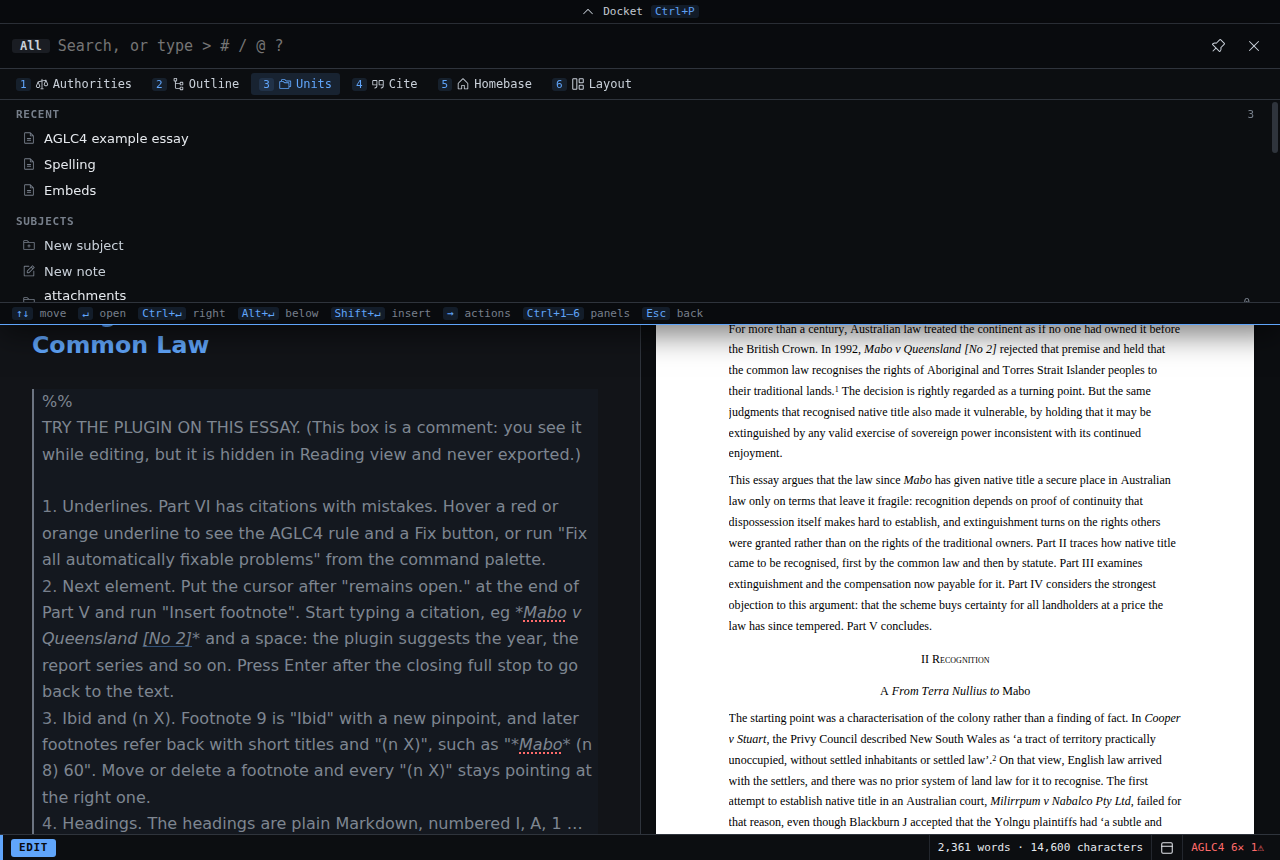 Docket Ctrl+P
All Search, or type > # / @ ?
1 Authorities 2 Outline 3 Units 4 Cite 5 Homebase 6 Layout
RECENT 3
AGLC4 example essay
Spelling
Embeds
SUBJECTS
New subject
New note
attachments
↑↓ move ↵ open Ctrl+↵ right Alt+↵ below Shift+↵ insert → actions Ctrl+1–6 panels Esc back
Common Law
%%
TRY THE PLUGIN ON THIS ESSAY. (This box is a comment: you see it
while editing, but it is hidden in Reading view and never exported.)
1. Underlines. Part VI has citations with mistakes. Hover a red or
orange underline to see the AGLC4 rule and a Fix button, or run "Fix
all automatically fixable problems" from the command palette.
2. Next element. Put the cursor after "remains open." at the end of
Part V and run "Insert footnote". Start typing a citation, eg *Mabo v
Queensland [No 2]* and a space: the plugin suggests the year, the
report series and so on. Press Enter after the closing full stop to go
back to the text.
3. Ibid and (n X). Footnote 9 is "Ibid" with a new pinpoint, and later
footnotes refer back with short titles and "(n X)", such as "*Mabo* (n
8) 60". Move or delete a footnote and every "(n X)" stays pointing at
the right one.
4. Headings. The headings are plain Markdown, numbered I, A, 1 …
For more than a century, Australian law treated the continent as if no one had owned it before
the British Crown. In 1992, Mabo v Queensland [No 2] rejected that premise and held that
the common law recognises the rights of Aboriginal and Torres Strait Islander peoples to
their traditional lands.1 The decision is rightly regarded as a turning point. But the same
judgments that recognised native title also made it vulnerable, by holding that it may be
extinguished by any valid exercise of sovereign power inconsistent with its continued
enjoyment.
This essay argues that the law since Mabo has given native title a secure place in Australian
law only on terms that leave it fragile: recognition depends on proof of continuity that
dispossession itself makes hard to establish, and extinguishment turns on the rights others
were granted rather than on the rights of the traditional owners. Part II traces how native title
came to be recognised, first by the common law and then by statute. Part III examines
extinguishment and the compensation now payable for it. Part IV considers the strongest
objection to this argument: that the scheme buys certainty for all landholders at a price the
law has since tempered. Part V concludes.
II Recognition
A From Terra Nullius to Mabo
The starting point was a characterisation of the colony rather than a finding of fact. In Cooper
v Stuart, the Privy Council described New South Wales as ‘a tract of territory practically
unoccupied, without settled inhabitants or settled law’.2 On that view, English law arrived
with the settlers, and there was no prior system of land law for it to recognise. The first
attempt to establish native title in an Australian court, Milirrpum v Nabalco Pty Ltd, failed for
that reason, even though Blackburn J accepted that the Yolngu plaintiffs had ‘a subtle and
EDIT 2,361 words · 14,600 characters AGLC4 6× 1⚠